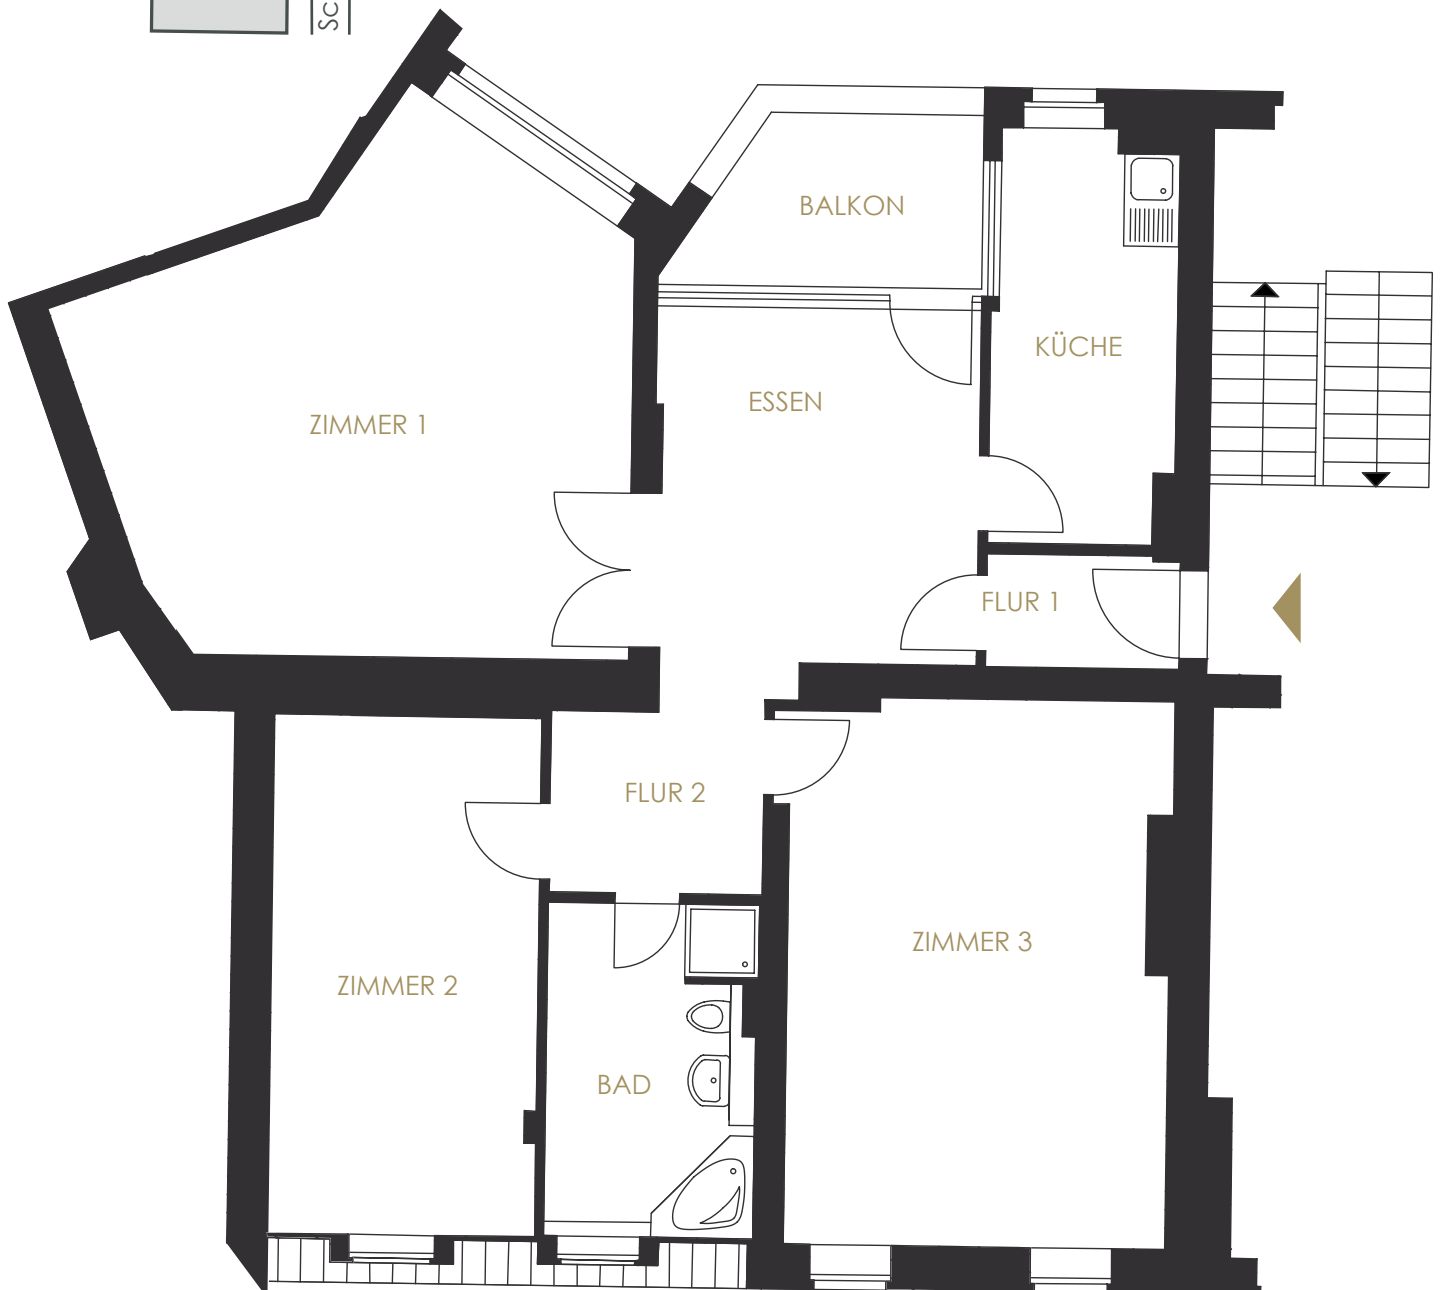 BALKON
KÜCHE
ESSEN
ZIMMER 1
FLUR 1
FLUR 2
ZIMMER 3
ZIMMER 2
BAD